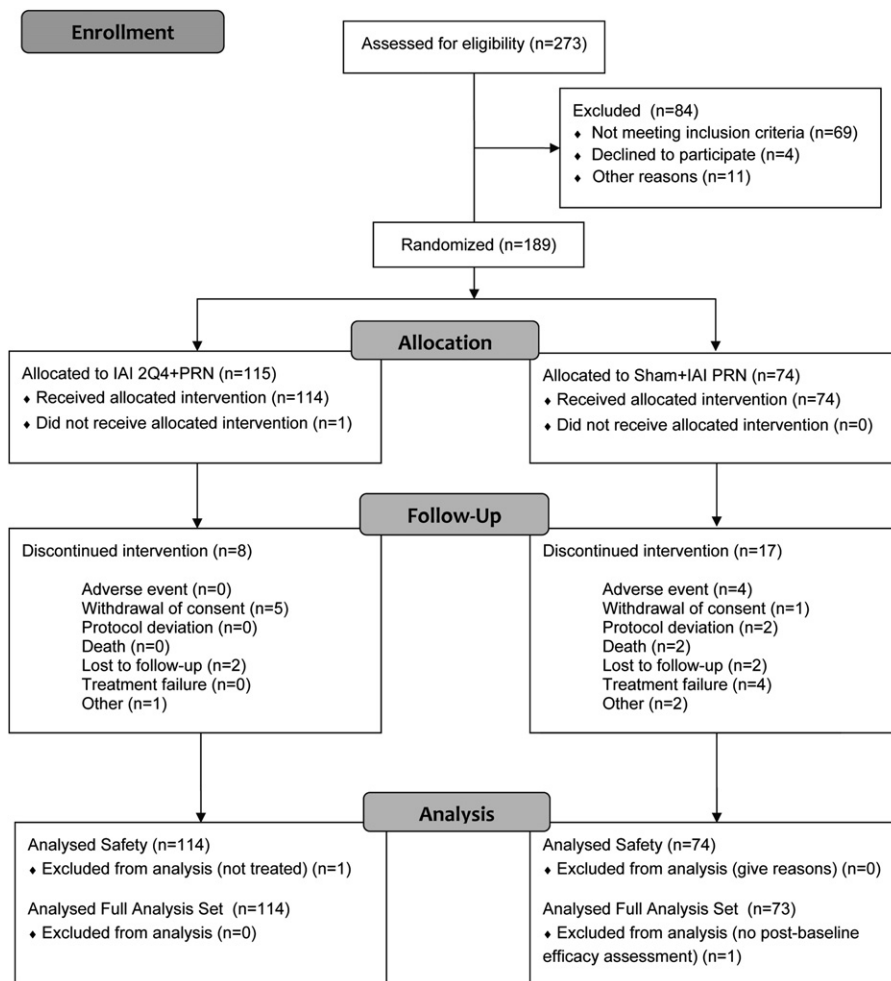 Enrollment
Assessed for eligibility (n=273)
Excluded (n=84)
♦ Not meeting inclusion criteria (n=69)
♦ Declined to participate (n=4)
♦ Other reasons (n=11)
Randomized (n=189)
Allocation
Allocated to IAI 2Q4+PRN (n=115)
♦ Received allocated intervention (n=114)
♦ Did not receive allocated intervention (n=1)
Allocated to Sham+IAI PRN (n=74)
♦ Received allocated intervention (n=74)
♦ Did not receive allocated intervention (n=0)
Follow-Up
Discontinued intervention (n=8)
Adverse event (n=0)
Withdrawal of consent (n=5)
Protocol deviation (n=0)
Death (n=0)
Lost to follow-up (n=2)
Treatment failure (n=0)
Other (n=1)
Discontinued intervention (n=17)
Adverse event (n=4)
Withdrawal of consent (n=1)
Protocol deviation (n=2)
Death (n=2)
Lost to follow-up (n=2)
Treatment failure (n=4)
Other (n=2)
Analysis
Analysed Safety (n=114)
♦ Excluded from analysis (not treated) (n=1)
Analysed Full Analysis Set (n=114)
♦ Excluded from analysis (n=0)
Analysed Safety (n=74)
♦ Excluded from analysis (give reasons) (n=0)
Analysed Full Analysis Set (n=73)
♦ Excluded from analysis (no post-baseline
efficacy assessment) (n=1)